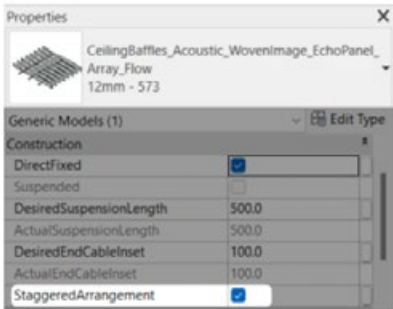 Properties
CeilingBaffles_Acoustic_WovenImage_EchoPanel_
Array_Flow
12mm - 573
Generic Models (1) Edit Type
Construction
DirectFixed
Suspended
DesiredSuspensionLength 500.0
ActualSuspensionLength 500.0
DesiredEndCableInset 100.0
ActualEndCableInset 100.0
StaggeredArrangement